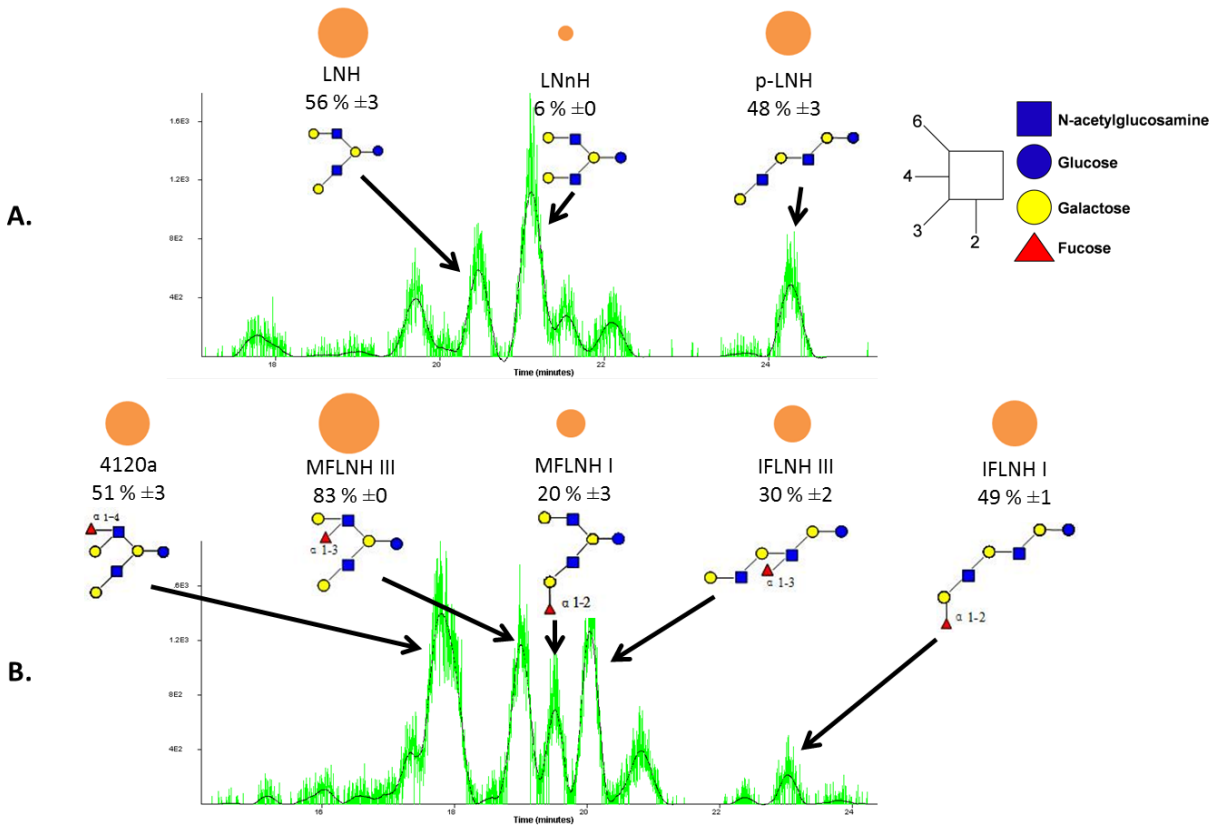 A.
LNH
56 % ±3
LNnH
6 % ±0
p-LNH
48 % ±3
1.6E3
1.2E3
8E2
4E2
18
20
22
24
Time (minutes)
6
4
3
2
N-acetylglucosamine
Glucose
Galactose
Fucose
B.
4120a
51 % ±3
MFLNH III
83 % ±0
MFLNH I
20 % ±3
IFLNH III
30 % ±2
IFLNH I
49 % ±1
α 1-4
α 1-3
α 1-2
α 1-3
α 1-2
.6E3
1.2E3
8E2
4E2
16
18
20
22
24
Time (minutes)